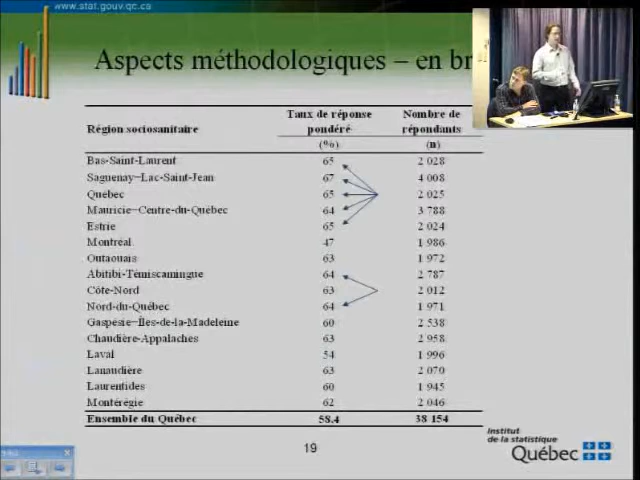 www.stat.gouv.qc.ca
Aspects méthodologiques – en br
Région sociosanitaire Taux de réponse pondéré Nombre de répondants
(%) (n)
Bas-Saint-Laurent 65 2 028
Saguenay–Lac-Saint-Jean 67 4 008
Québec 65 2 025
Mauricie–Centre-du-Québec 64 3 788
Estrie 65 2 024
Montréal 47 1 986
Outaouais 63 1 972
Abitibi-Témiscamingue 64 2 787
Côte-Nord 63 2 012
Nord-du-Québec 64 1 971
Gaspésie–Îles-de-la-Madeleine 60 2 538
Chaudière-Appalaches 63 2 958
Laval 54 1 996
Lanaudière 63 2 070
Laurentides 60 1 945
Montérégie 62 2 046
Ensemble du Québec 58.4 38 154
19
Institut
de la statistique
Québec